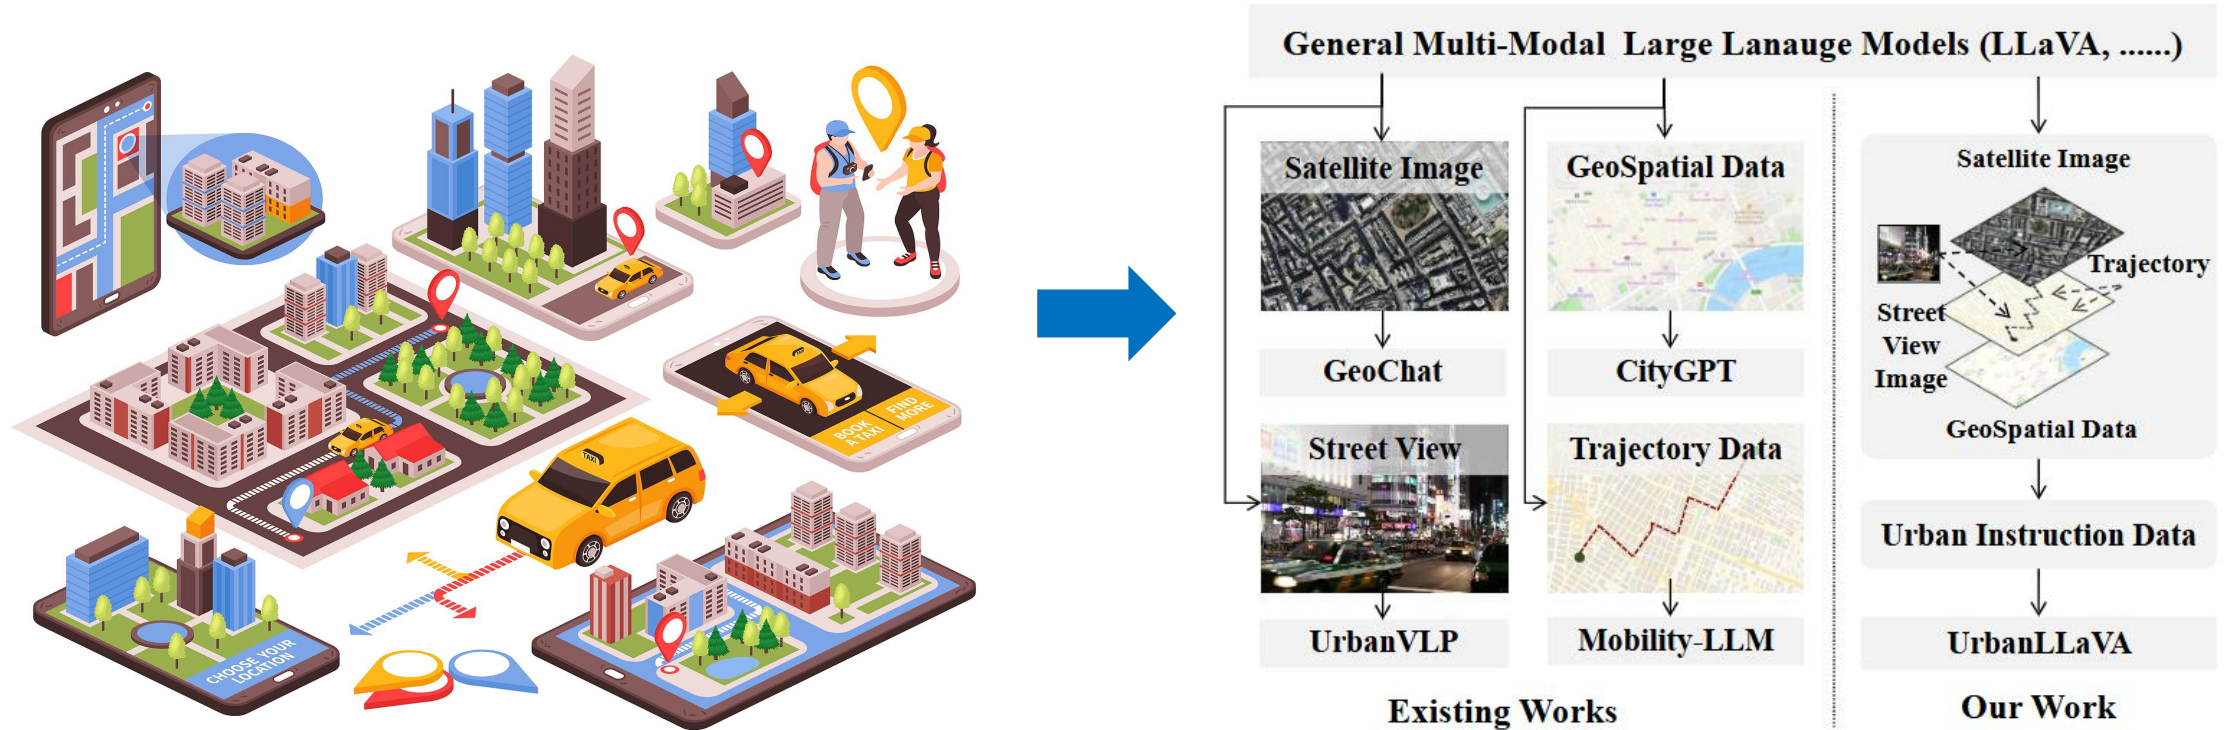 BOOK
A TAXI
FIND
MORE
TAXI
CHOOSE YOUR
LOCATION
General Multi-Modal Large Lanauge Models (LLaVA, ......)
Satellite Image
GeoChat
Street View
UrbanVLP
GeoSpatial Data
CityGPT
Trajectory Data
Mobility-LLM
Existing Works
Satellite Image
Trajectory
Street
View
Image
GeoSpatial Data
Urban Instruction Data
UrbanLLaVA
Our Work